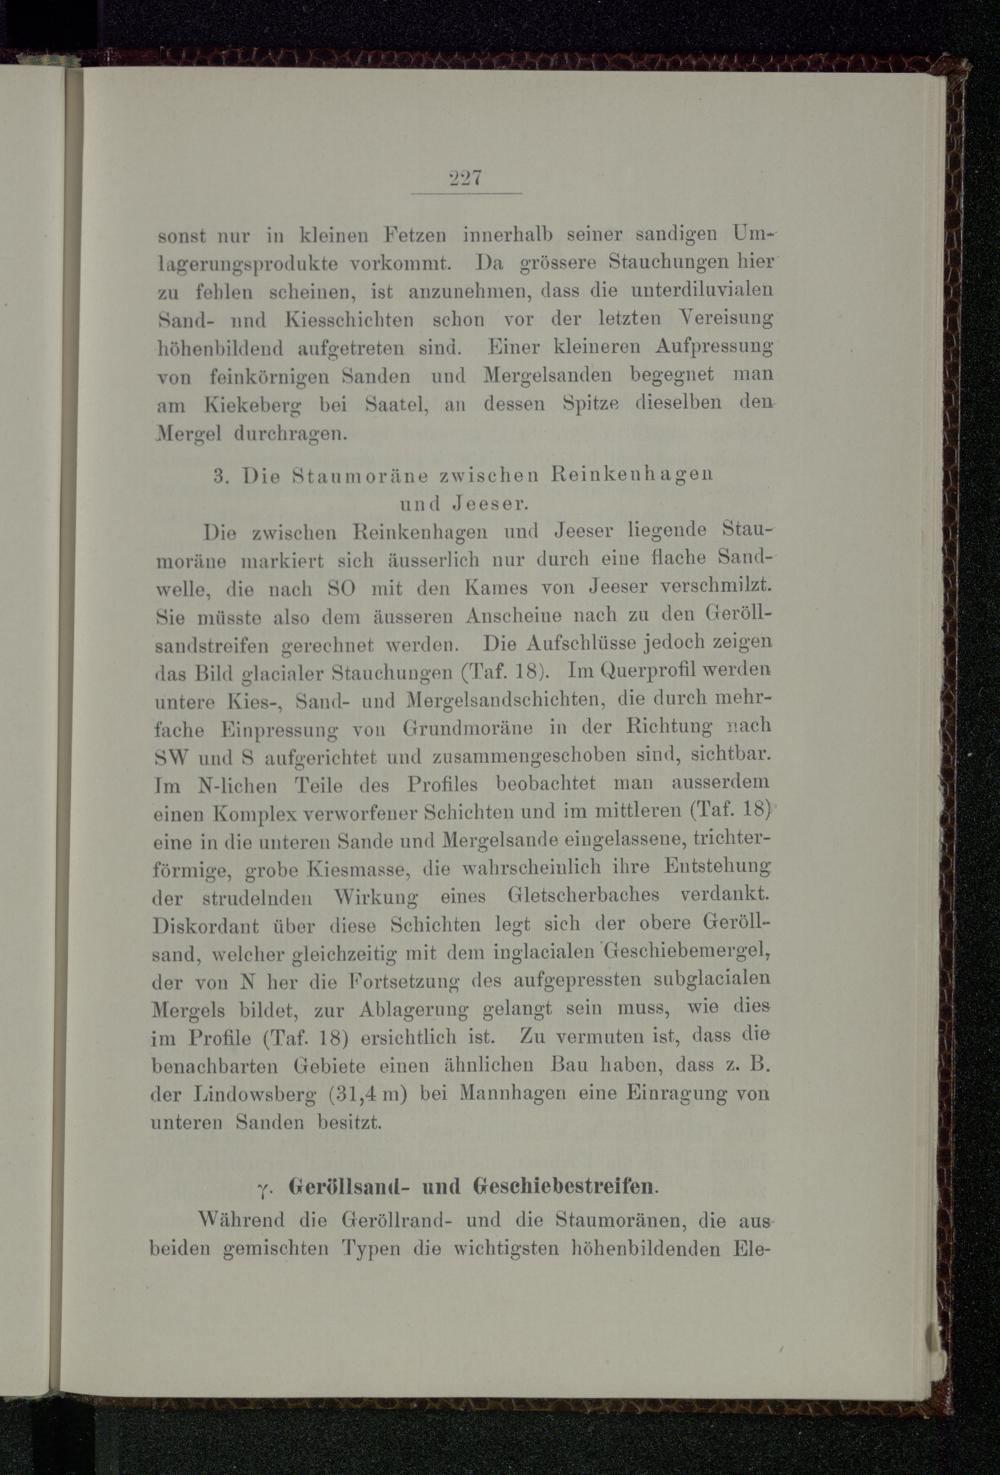 227
sonst nur in kleinen Fetzen innerhalb seiner sandigen Um-
lagerungsprodukte vorkommt. Da grössere Stauchungen hier
zu fehlen scheinen, ist anzunehmen, dass die unterdiluvialen
Sand- nnd Kiesschichten schon vor der letzten Vereisung
höhenbildend aufgetreten sind. Einer kleineren Aufpressung
von feinkörnigen Sanden und Mergelsanden begegnet man
am Kiekeberg bei Saatel, an dessen Spitze dieselben den
Mergel durchragen.
3. Die Staumoräne zwischen Reinkenhagen
und Jeeser.
Die zwischen Reinkenhagen und Jeeser liegende Stau-
moräne markiert sich äusserlich nur durch eine flache Sand-
welle, die nach SO mit den Kames von Jeeser verschmilzt.
Sie müsste also dem äusseren Anscheine nach zu den Geröll-
sandstreifen gerechnet werden. Die Aufschlüsse jedoch zeigen
das Bild glacialer Stauchungen (Taf. 18). Im Querprofil werden
untere Kies-, Sand- und Mergelsandschichten, die durch mehr-
fache Einpressung von Grundmoräne in der Richtung nach
SW und S aufgerichtet und zusammengeschoben sind, sichtbar.
Im N-lichen Teile des Profiles beobachtet man ausserdem
einen Komplex verworfener Schichten und im mittleren (Taf. 18)
eine in die unteren Sande und Mergelsande eingelassene, trichter-
förmige, grobe Kiesmasse, die wahrscheinlich ihre Entstehung
der strudelnden Wirkung eines Gletscherbaches verdankt.
Diskordant über diese Schichten legt sich der obere Geröll-
sand, welcher gleichzeitig mit dem inglacialen Geschiebemergel,
der von N her die Fortsetzung des aufgepressten subglacialen
Mergels bildet, zur Ablagerung gelangt sein muss, wie dies
im Profile (Taf. 18) ersichtlich ist. Zu vermuten ist, dass die
benachbarten Gebiete einen ähnlichen Bau haben, dass z. B.
der Lindowsberg (31,4 m) bei Mannhagen eine Einragung von
unteren Sanden besitzt.
γ. Geröllsand- und Geschiebestreifen.
Während die Geröllrand- und die Staumoränen, die aus
beiden gemischten Typen die wichtigsten höhenbildenden Ele-